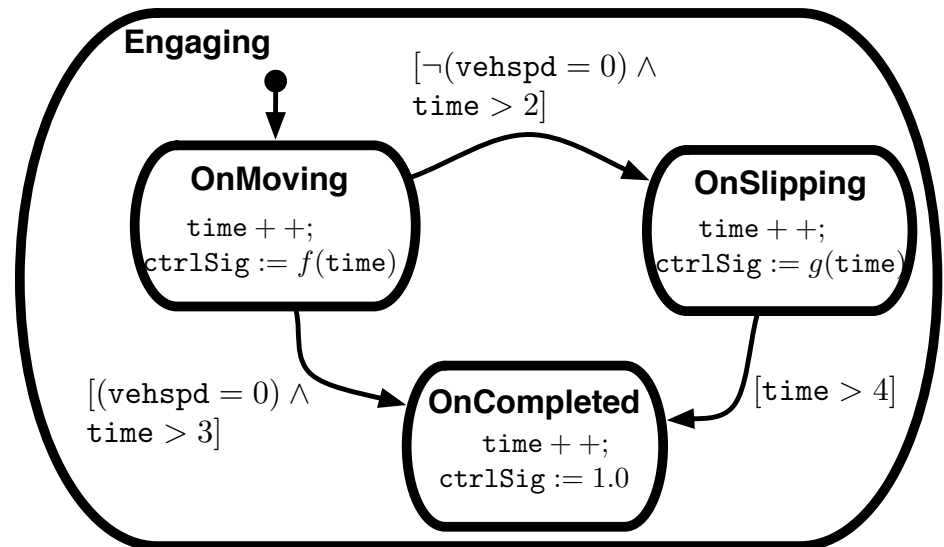 Engaging
[¬(vehspd = 0) ∧
time > 2]
OnMoving
time + +;
ctrlSig := f(time)
OnSlipping
time + +;
ctrlSig := g(time)
[(vehspd = 0) ∧
time > 3]
OnCompleted
time + +;
ctrlSig := 1.0
[time > 4]